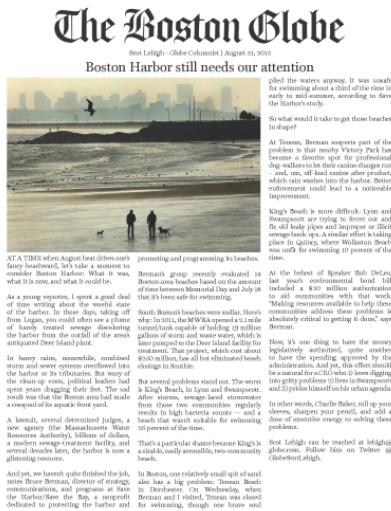 The Boston Globe
Scot Lehigh - Globe Columnist | August 21, 2015
Boston Harbor still needs our attention
AT A TIME when August heat drives one's
fancy beachward, let's take a moment to
consider Boston Harbor: What it was,
what it is now, and what it could be.
As a young reporter, I spent a good deal
of time writing about the woeful state
of the harbor. In those days, taking off
from Logan, you could often see a plume
of barely treated sewage discoloring
the harbor from the outfall of the area's
antiquated Deer Island plant.
In heavy rains, meanwhile, combined
storm and sewer systems overflowed into
the harbor or its tributaries. But wary of
the clean-up costs, political leaders had
spent years dragging their feet. The sad
result was that the Boston area had made
a cesspool of its aquatic front yard.
A lawsuit, several determined judges, a
new agency (the Massachusetts Water
Resources Authority), billions of dollars,
a modern sewage-treatment facility, and
several decades later, the harbor is now a
glistening resource.
And yet, we haven't quite finished the job,
notes Bruce Berman, director of strategy,
communications, and programs at Save
the Harbor/Save the Bay, a nonprofit
dedicated to protecting the harbor and
promoting and programming its beaches.
Berman's group recently evaluated 14
Boston-area beaches based on the amount
of time between Memorial Day and July 18
that it's been safe for swimming.
South Boston's beaches were stellar. Here's
why: In 2011, the MWRA opened a 2.1 mile
tunnel/tank capable of holding 19 million
gallons of storm and waste water, which is
later pumped to the Deer Island facility for
treatment. That project, which cost about
million, has all but eliminated beach
closings in Southie.
But several problems stand out. The worst
is King's Beach, in Lynn and Swampscott.
After storms, sewage-laced stormwater
from those two communities regularly
results in high bacteria counts — and a
beach that wasn't suitable for swimming
percent of the time.
That's a particular shame because King's is
a sizable, easily accessible, two-community
beach.
In Boston, one relatively small spit of sand
also has a big problem: Tenean Beach
in Dorchester. On Wednesday, when
Berman and I visited, Tenean was closed
for swimming, though one brave soul
plied the waters anyway. It was unsafe
for swimming about a third of the time in
early to mid-summer, according to Save
the Harbor's study.
So what would it take to get those beaches
in shape?
At Tenean, Berman suspects part of the
problem is that nearby Victory Park has
become a favorite spot for professional
dog-walkers to let their canine charges run
– and, um, off-load canine after-product,
which rain washes into the harbor. Better
enforcement could lead to a noticeable
improvement.
King's Beach is more difficult. Lynn and
Swampscott are trying to ferret out and
fix old leaky pipes and improper or illicit
sewage hook-ups. A similar effort is taking
place in Quincy, where Wollaston Beach
was unfit for swimming 10 percent of the
time.
At the behest of Speaker Bob DeLeo,
last year's environmental bond bill
included a $20 million authorization
to aid communities with that work.
"Making resources available to help these
communities address these problems is
absolutely critical to getting it done," says
Berman.
Now, it's one thing to have the money
legislatively authorized, quite another
to have the spending approved by the
administration. And yet, this effort should
be a natural for a CEO who 1) loves digging
into gritty problems 2) lives in Swampscott
and 3) prides himself on his urban agenda.
In other words, Charlie Baker, roll up your
sleeves, sharpen your pencil, and add a
dose of executive energy to solving these
problems.
Scot Lehigh can be reached at lehigh@
globe.com. Follow him on Twitter @
GlobeScotLehigh.